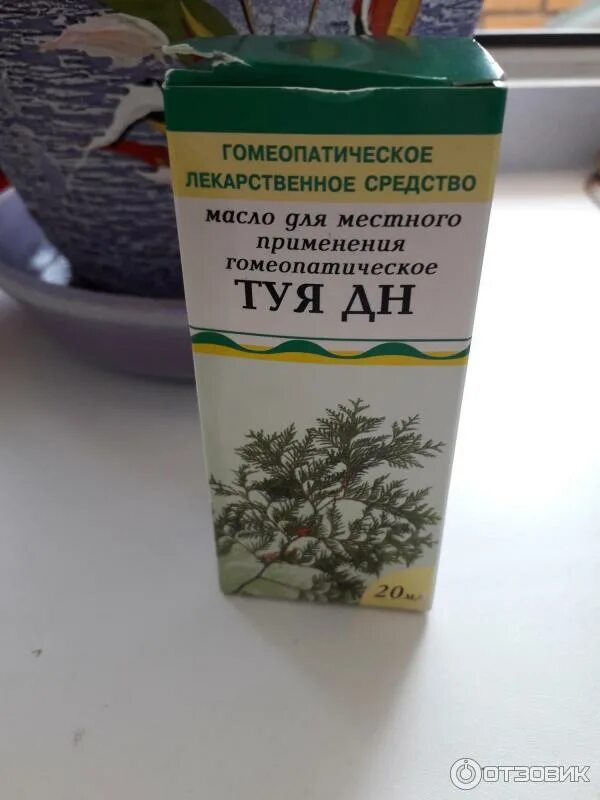 ГОМЕОПАТИЧЕСКОЕ
ЛЕКАРСТВЕННОЕ СРЕДСТВО
масло для местного
применения
гомеопатическое
ТУЯ ДН
20мл
ОТЗОВИК